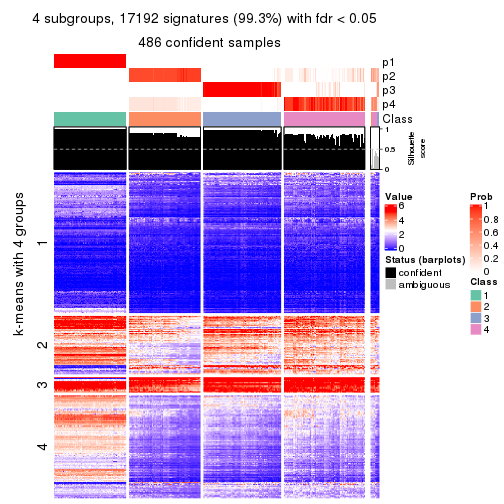 4 subgroups, 17192 signatures (99.3%) with fdr < 0.05
486 confident samples
p1
p2
p3
p4
Class
1
0.5
0
Silhouette
score
k-means with 4 groups
1
2
3
4
Value
6
4
2
0
Status (barplots)
confident
ambiguous
Prob
1
0.8
0.6
0.4
0.2
0
Class
1
2
3
4